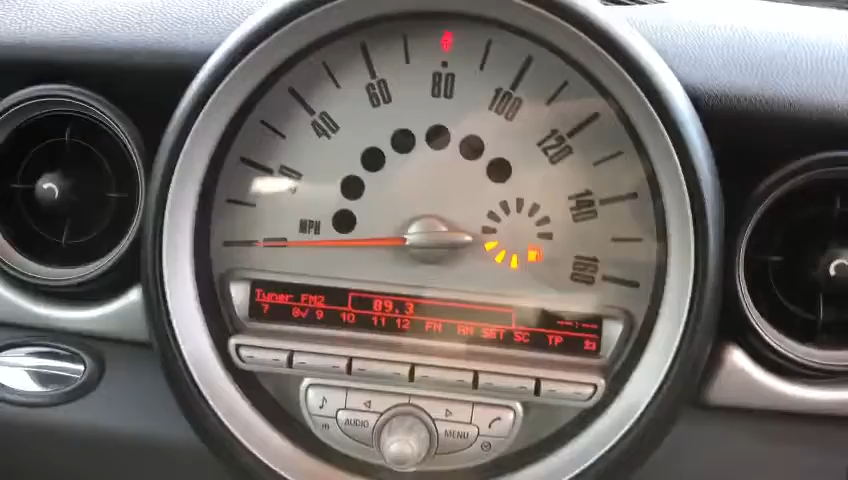 80
60
100
40
120
20
140
MPH
160
Tuner FM2 89.3 --:--
7 8√ 9 10 11 12 FM AM SET SC TP
AUDIO
MENU
m